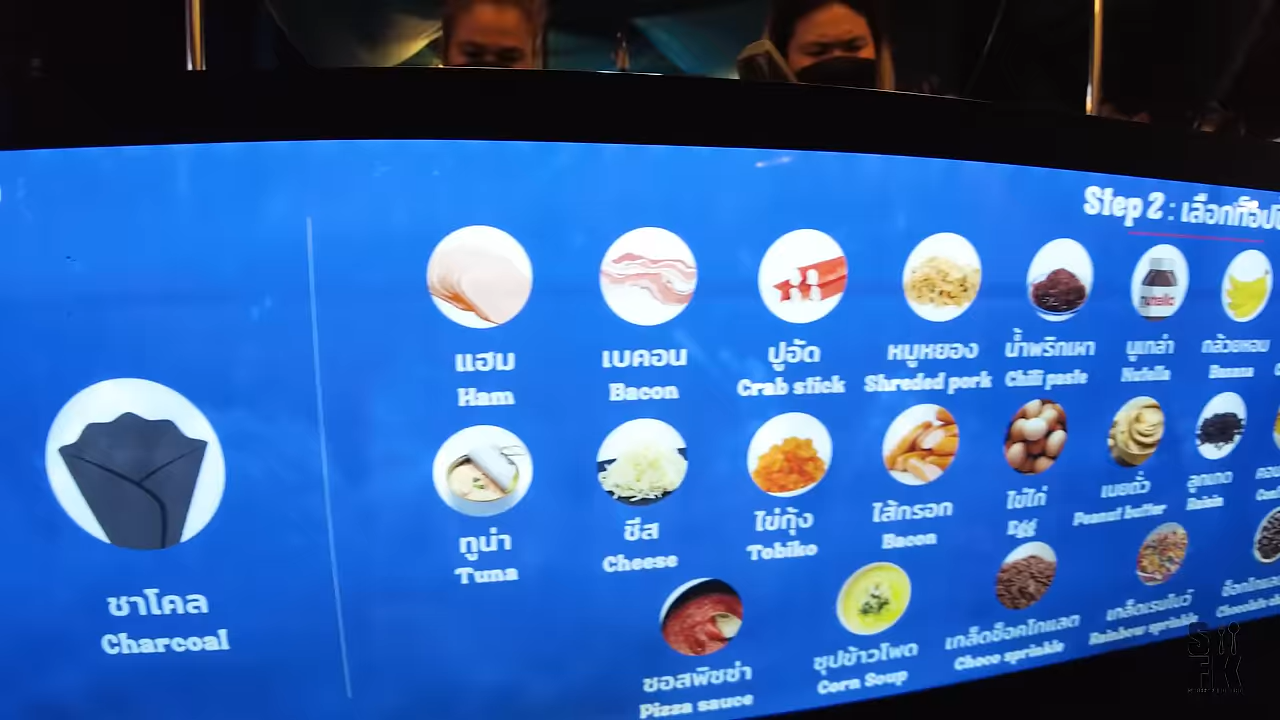 Step 2 : เลือกท็อปปิ
แฮม
Ham
เบคอน
Bacon
ปูอัด
Crab stick
หมูหยอง
Shreded pork
น้ำพริกเผา
Chili paste
นูเทล่า
Nutella
กล้วยหอม
Banana
nutella
ทูน่า
Tuna
ชีส
Cheese
ไข่กุ้ง
Tobiko
ไส้กรอก
Bacon
ไข่ไก่
Egg
เนยถั่ว
Peanut butter
ลูกเกด
Raisin
ชาโคล
Charcoal
ซอสพิซซ่า
Pizza sauce
ซุปข้าวโพด
Corn Soup
เกล็ดช็อคโกแลต
Choco sprinkle
เกล็ดเรนโบว์
Rainbow sprinkle
Chocolate